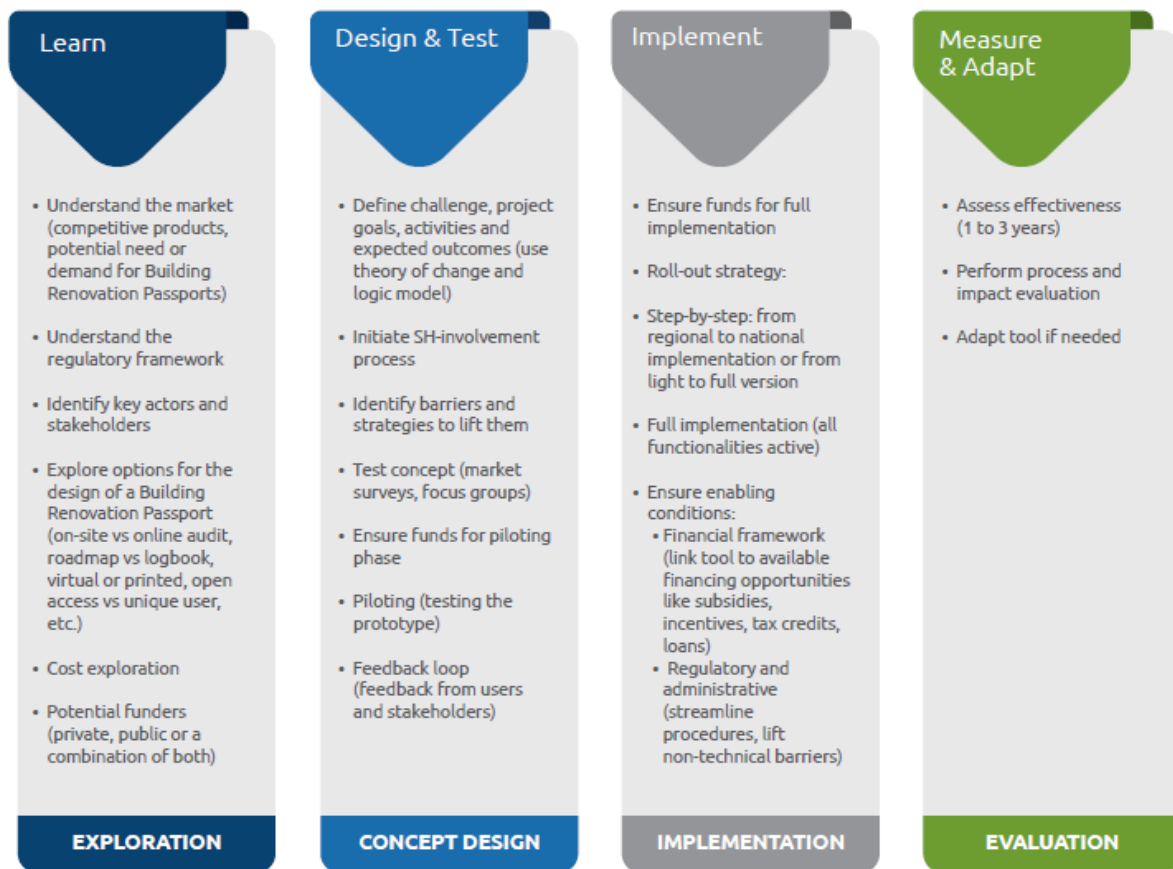 Learn
• Understand the market
(competitive products,
potential need or
demand for Building
Renovation Passports)
• Understand the
regulatory framework
• Identify key actors and
stakeholders
• Explore options for the
design of a Building
Renovation Passport
(on-site vs online audit,
roadmap vs logbook,
virtual or printed, open
access vs unique user,
etc.)
• Cost exploration
• Potential funders
(private, public or a
combination of both)
EXPLORATION
Design & Test
• Define challenge, project
goals, activities and
expected outcomes (use
theory of change and
logic model)
• Initiate SH-involvement
process
• Identify barriers and
strategies to lift them
• Test concept (market
surveys, focus groups)
• Ensure funds for piloting
phase
• Piloting (testing the
prototype)
• Feedback loop
(feedback from users
and stakeholders)
CONCEPT DESIGN
Implement
• Ensure funds for full
implementation
• Roll-out strategy:
• Step-by-step: from
regional to national
implementation or from
light to full version
• Full implementation (all
functionalities active)
• Ensure enabling
conditions:
• Financial framework
(link tool to available
financing opportunities
like subsidies,
incentives, tax credits,
loans)
• Regulatory and
administrative
(streamline
procedures, lift
non-technical barriers)
IMPLEMENTATION
Measure
& Adapt
• Assess effectiveness
(1 to 3 years)
• Perform process and
impact evaluation
• Adapt tool if needed
EVALUATION